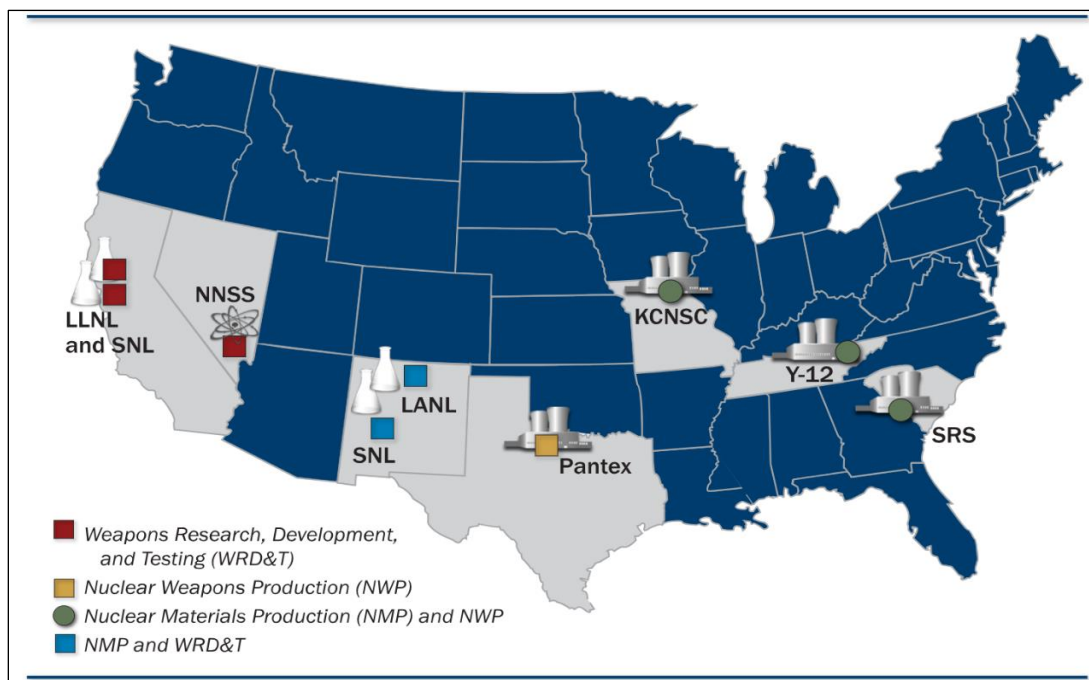 NNSS
LLNL
and SNL
LANL
SNL
KCNSC
Y-12
SRS
Pantex
Weapons Research, Development,
and Testing (WRD&T)
Nuclear Weapons Production (NWP)
Nuclear Materials Production (NMP) and NWP
NMP and WRD&T